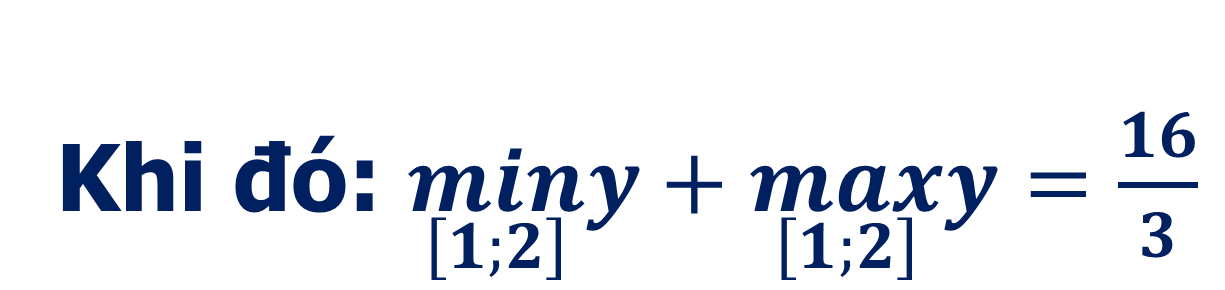 Khi đó: miny + maxy = 16/3
[1;2] [1;2]